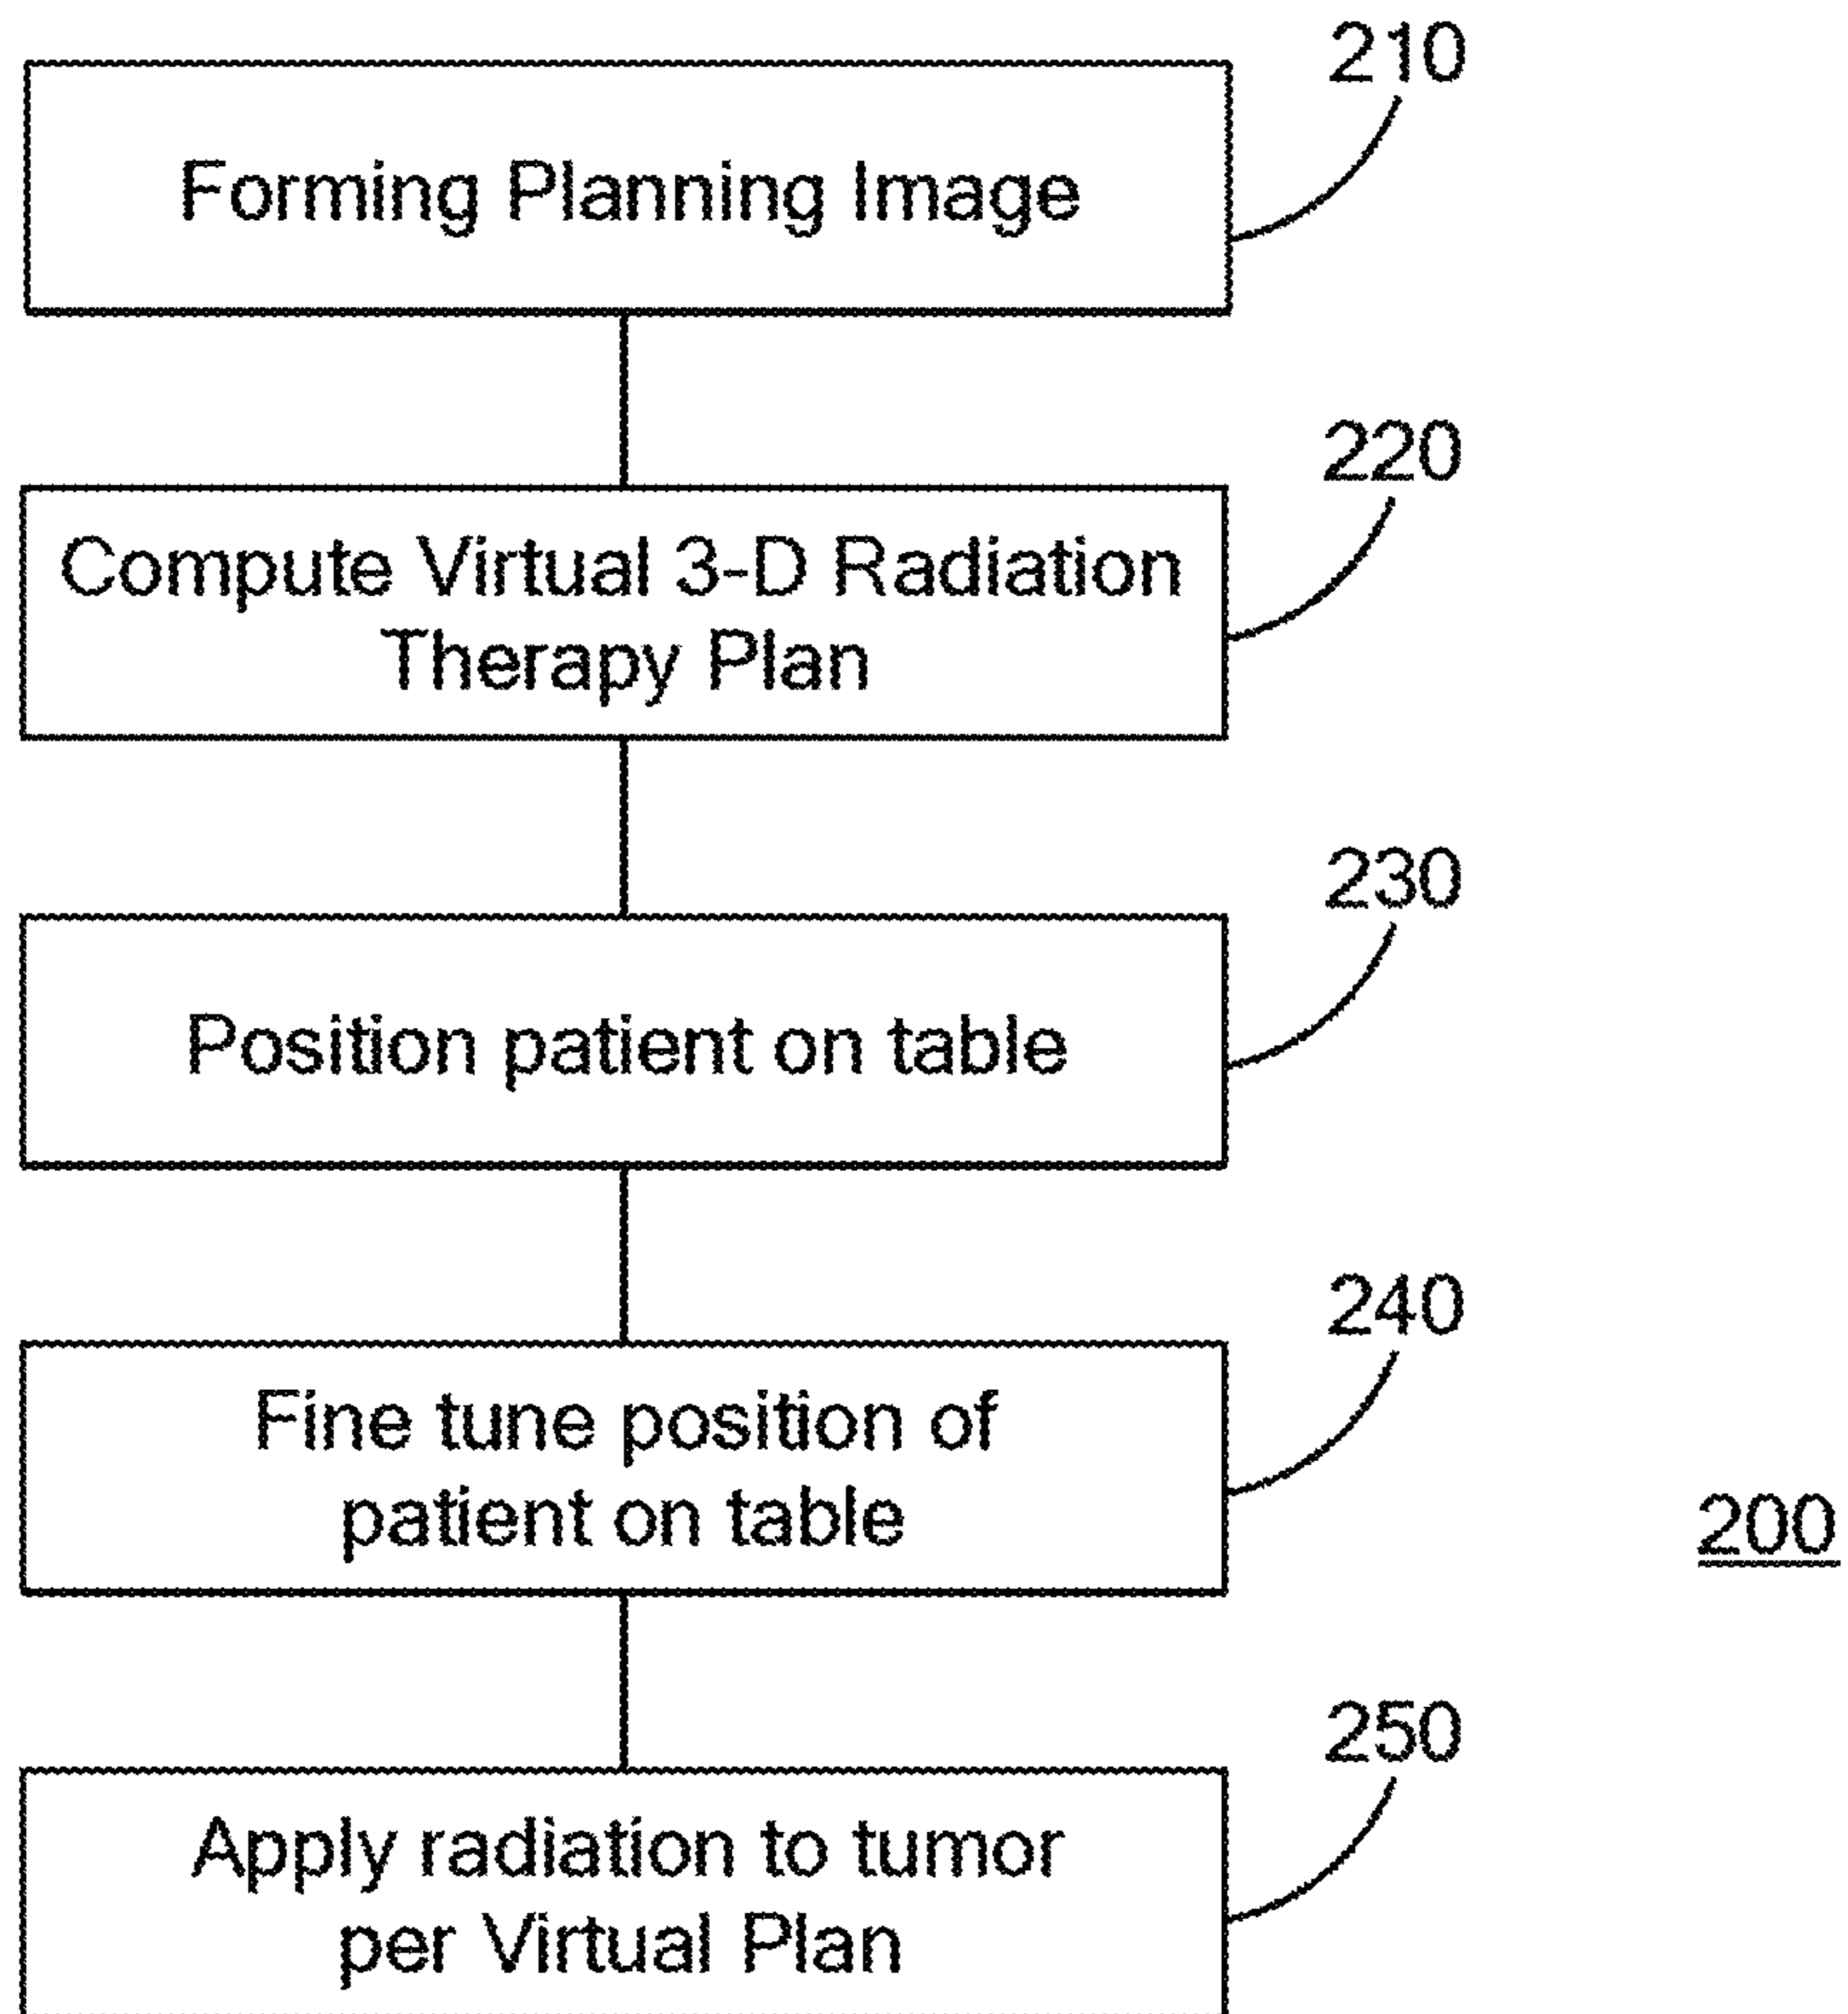 210
Forming Planning Image
220
Compute Virtual 3-D Radiation
Therapy Plan
230
Position patient on table
240
Fine tune position of
patient on table
200
250
Apply radiation to tumor
per Virtual Plan